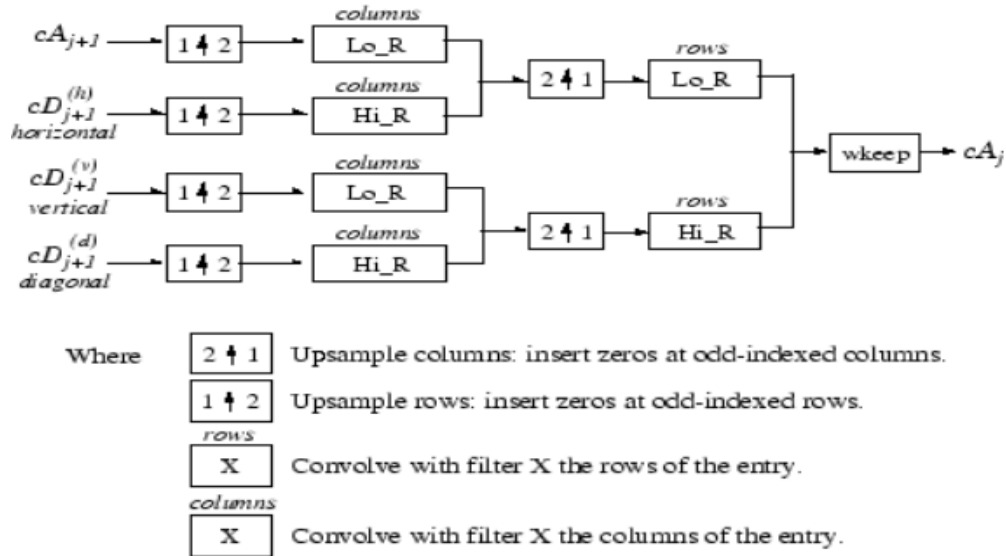 columns columns rows rows
cA_{j+1} 1 ↑ 2 Lo_R 2 ↑ 1 Lo_R
columns
cD_{j+1}^{(h)} 1 ↑ 2 Hi_R
horizontal
wkeep cA_j
columns
cD_{j+1}^{(v)} 1 ↑ 2 Lo_R
vertical
2 ↑ 1 Hi_R
cD_{j+1}^{(d)} 1 ↑ 2 Hi_R
diagonal
Where 2 ↑ 1 Upsample columns: insert zeros at odd-indexed columns.
1 ↑ 2 Upsample rows: insert zeros at odd-indexed rows.
rows
X Convolve with filter X the rows of the entry.
columns
X Convolve with filter X the columns of the entry.